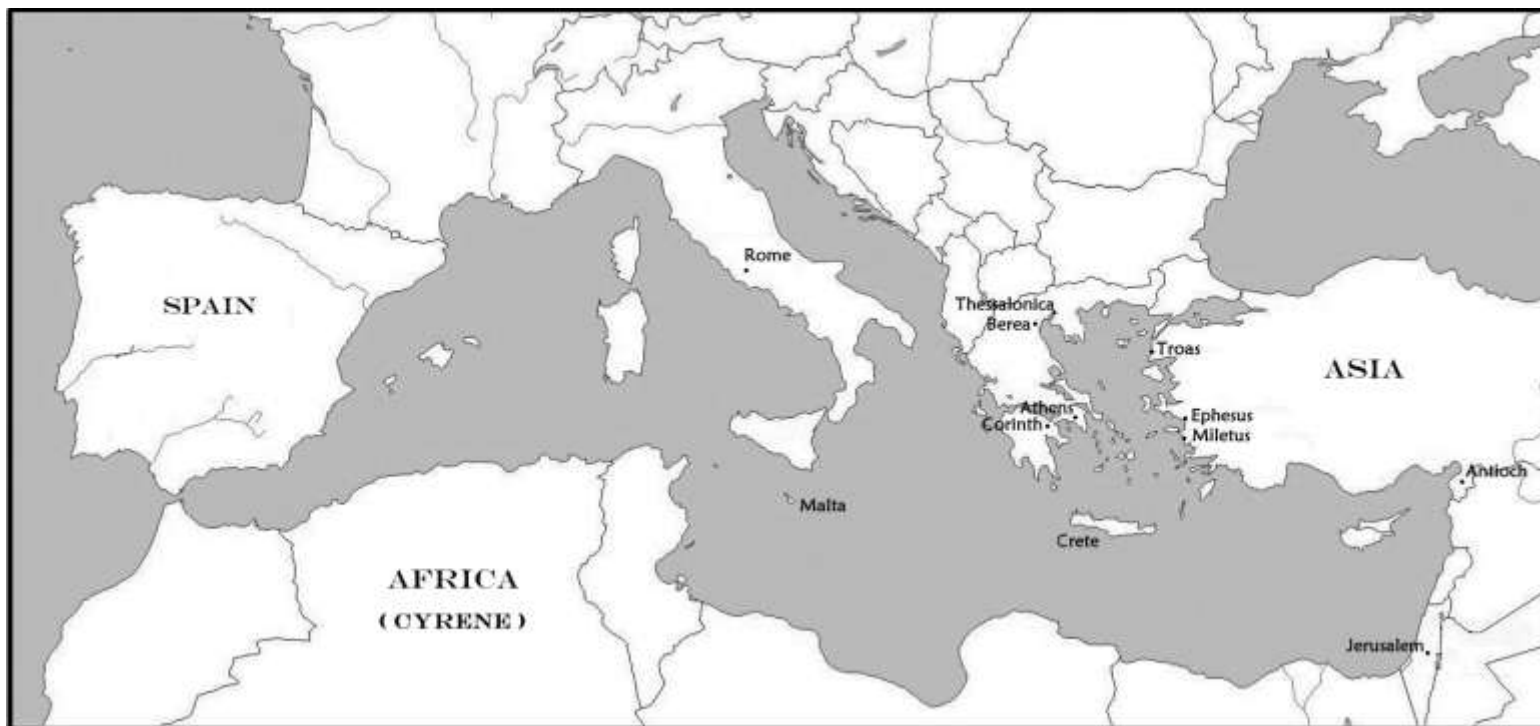 Rome
SPAIN
Thessalonica
Berea
Troas
ASIA
Athens
Corinth
Ephesus
Miletus
Antioch
Malta
Crete
AFRICA
(CYRENE)
Jerusalem